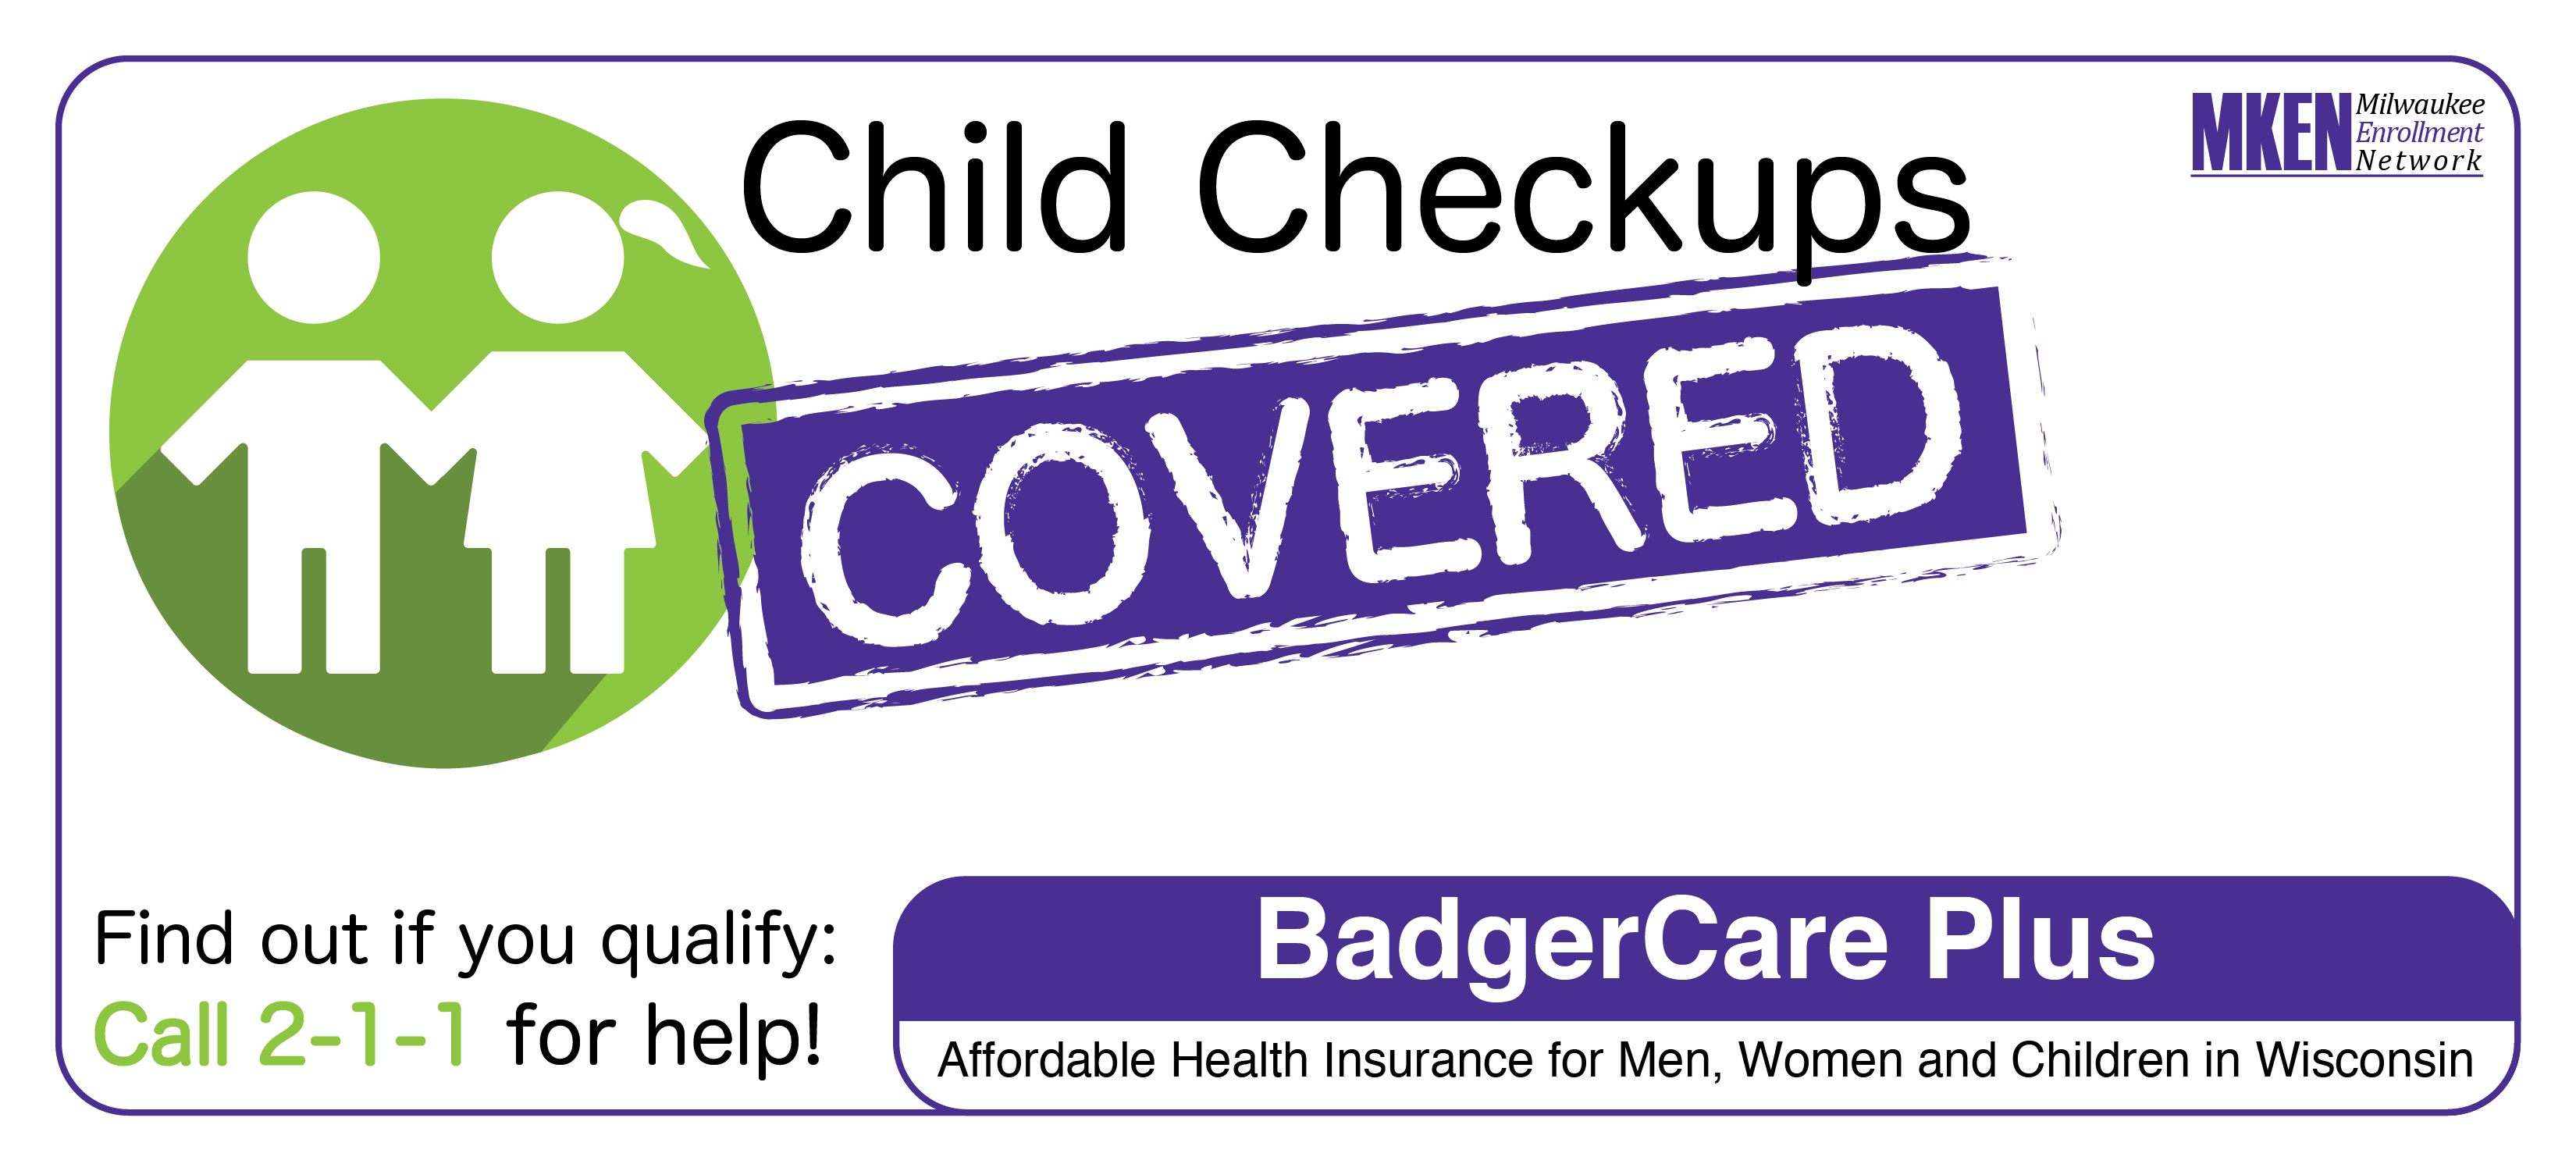 Child Checkups
MKEN
Milwaukee
Enrollment
Network
COVERED
Find out if you qualify:
Call 2-1-1 for help!
BadgerCare Plus
Affordable Health Insurance for Men, Women and Children in Wisconsin